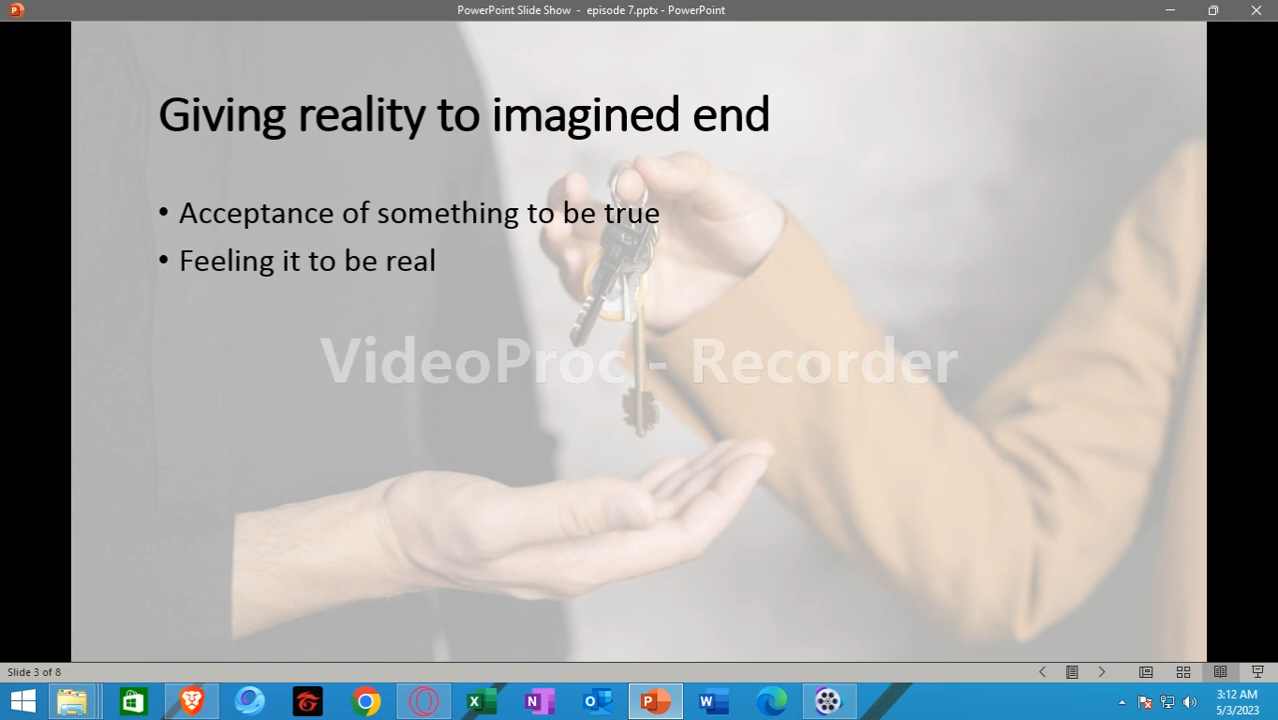 PowerPoint Slide Show - episode 7.pptx - PowerPoint
Giving reality to imagined end
• Acceptance of something to be true
• Feeling it to be real
VideoProc - Recorder
Slide 3 of 8
3:12 AM
5/3/2023